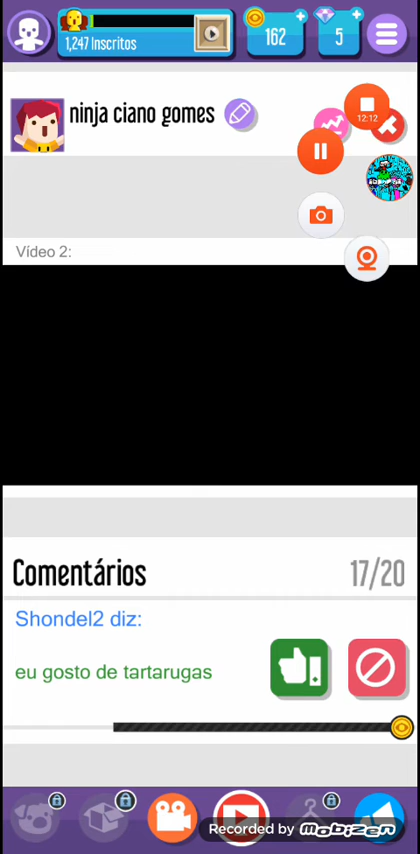 1,247 Inscritos
162
5
ninja ciano gomes
12:12
Vídeo 2:
Comentários
17/20
Shondel2 diz:
eu gosto de tartarugas
Recorded by mobizen